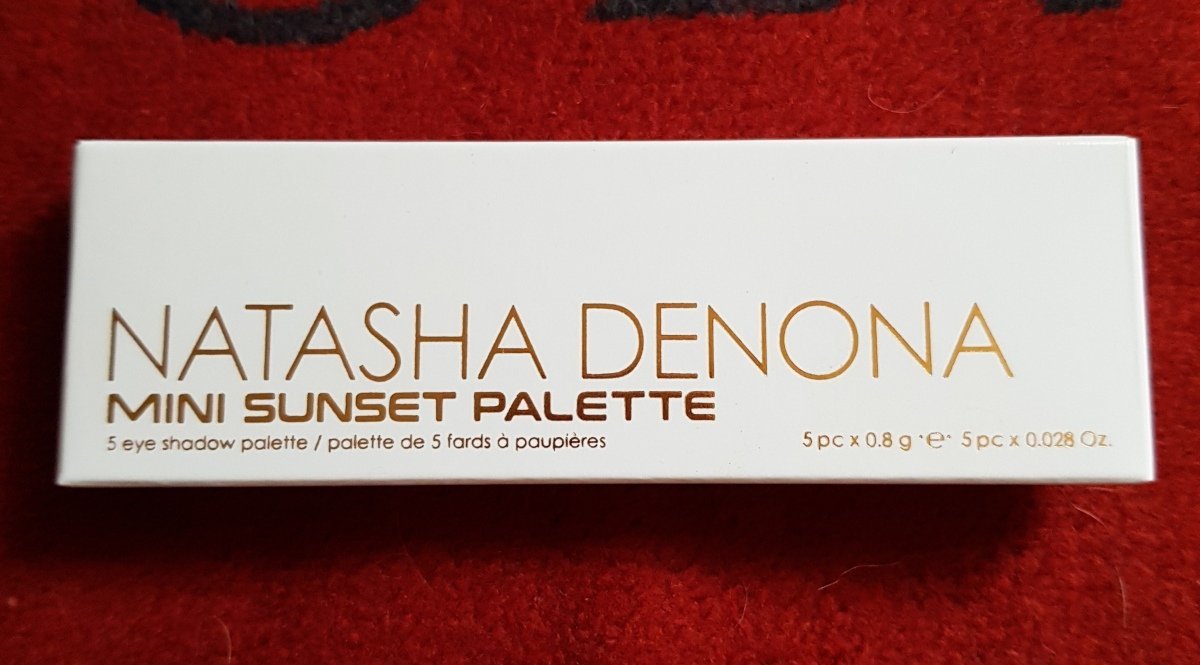 NATASHA DENONA
MINI SUNSET PALETTE
5 eye shadow palette / palette de 5 fards à paupières
5 pc x 0.8 g ℮ 5 pc x 0.028 Oz.